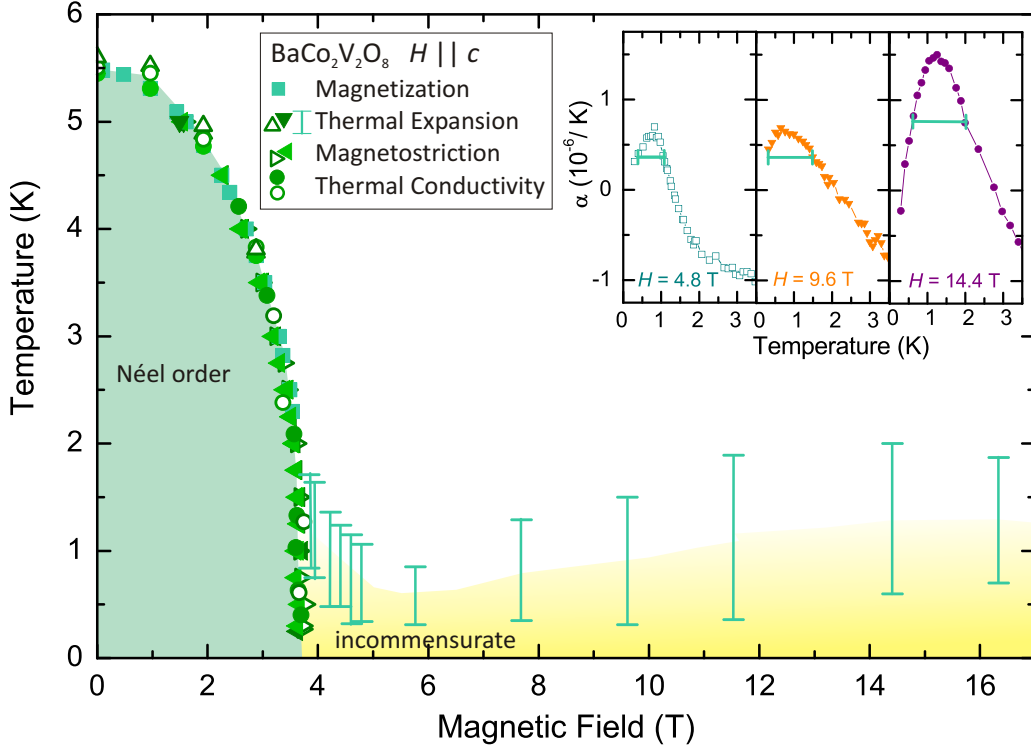 BaCo₂V₂O₈ H || c
Magnetization
Thermal Expansion
Magnetostriction
Thermal Conductivity
Néel order
incommensurate
Temperature (K)
6
5
4
3
2
1
0
0 2 4 6 8 10 12 14 16
Magnetic Field (T)
α (10⁻⁶ / K)
1
0
-1
H = 4.8 T
H = 9.6 T
H = 14.4 T
0 1 2 3 0 1 2 3 0 1 2 3
Temperature (K)